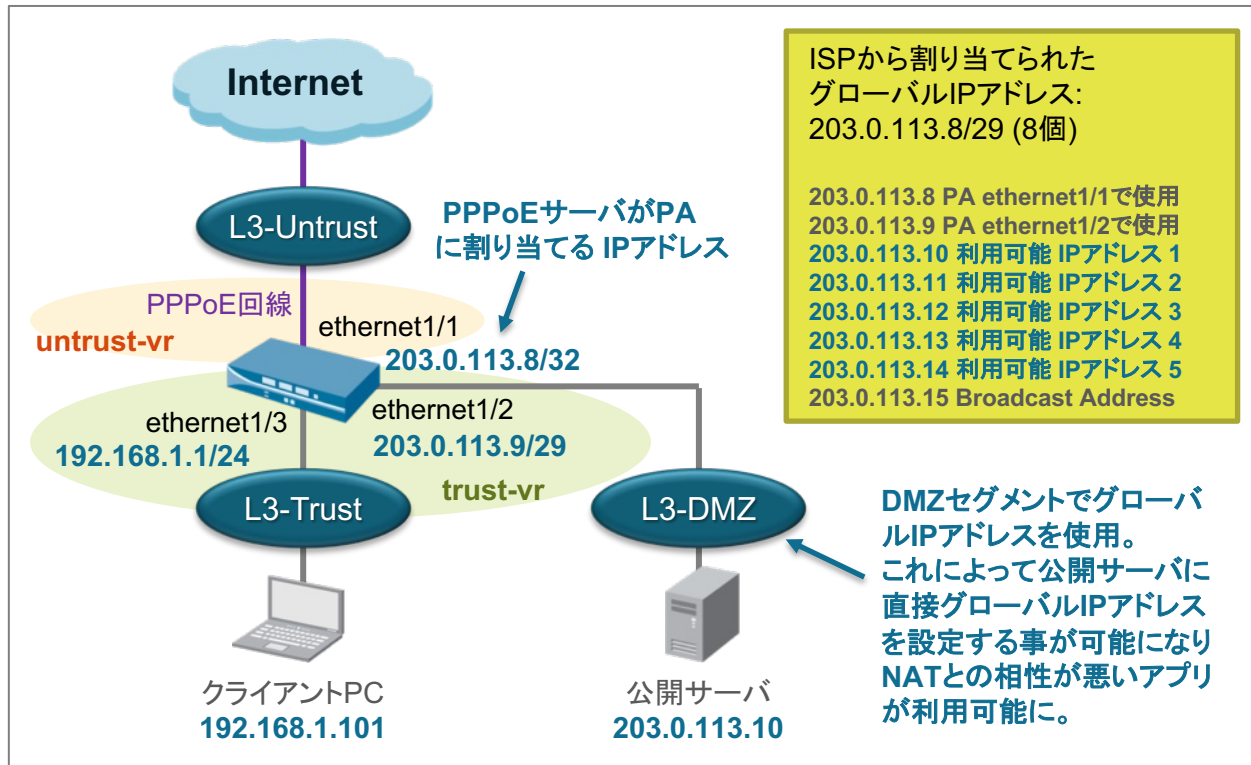 Internet
L3-Untrust
PPPoEサーバがPA
に割り当てる IPアドレス
PPPoE回線
untrust-vr
ethernet1/1
203.0.113.8/32
ethernet1/3
192.168.1.1/24
ethernet1/2
203.0.113.9/29
trust-vr
L3-Trust
L3-DMZ
クライアントPC
192.168.1.101
公開サーバ
203.0.113.10
ISPから割り当てられた
グローバルIPアドレス:
203.0.113.8/29 (8個)
203.0.113.8 PA ethernet1/1で使用
203.0.113.9 PA ethernet1/2で使用
203.0.113.10 利用可能 IPアドレス 1
203.0.113.11 利用可能 IPアドレス 2
203.0.113.12 利用可能 IPアドレス 3
203.0.113.13 利用可能 IPアドレス 4
203.0.113.14 利用可能 IPアドレス 5
203.0.113.15 Broadcast Address
DMZセグメントでグローバ
ルIPアドレスを使用。
これによって公開サーバに
直接グローバルIPアドレス
を設定する事が可能になり
NATとの相性が悪いアプリ
が利用可能に。